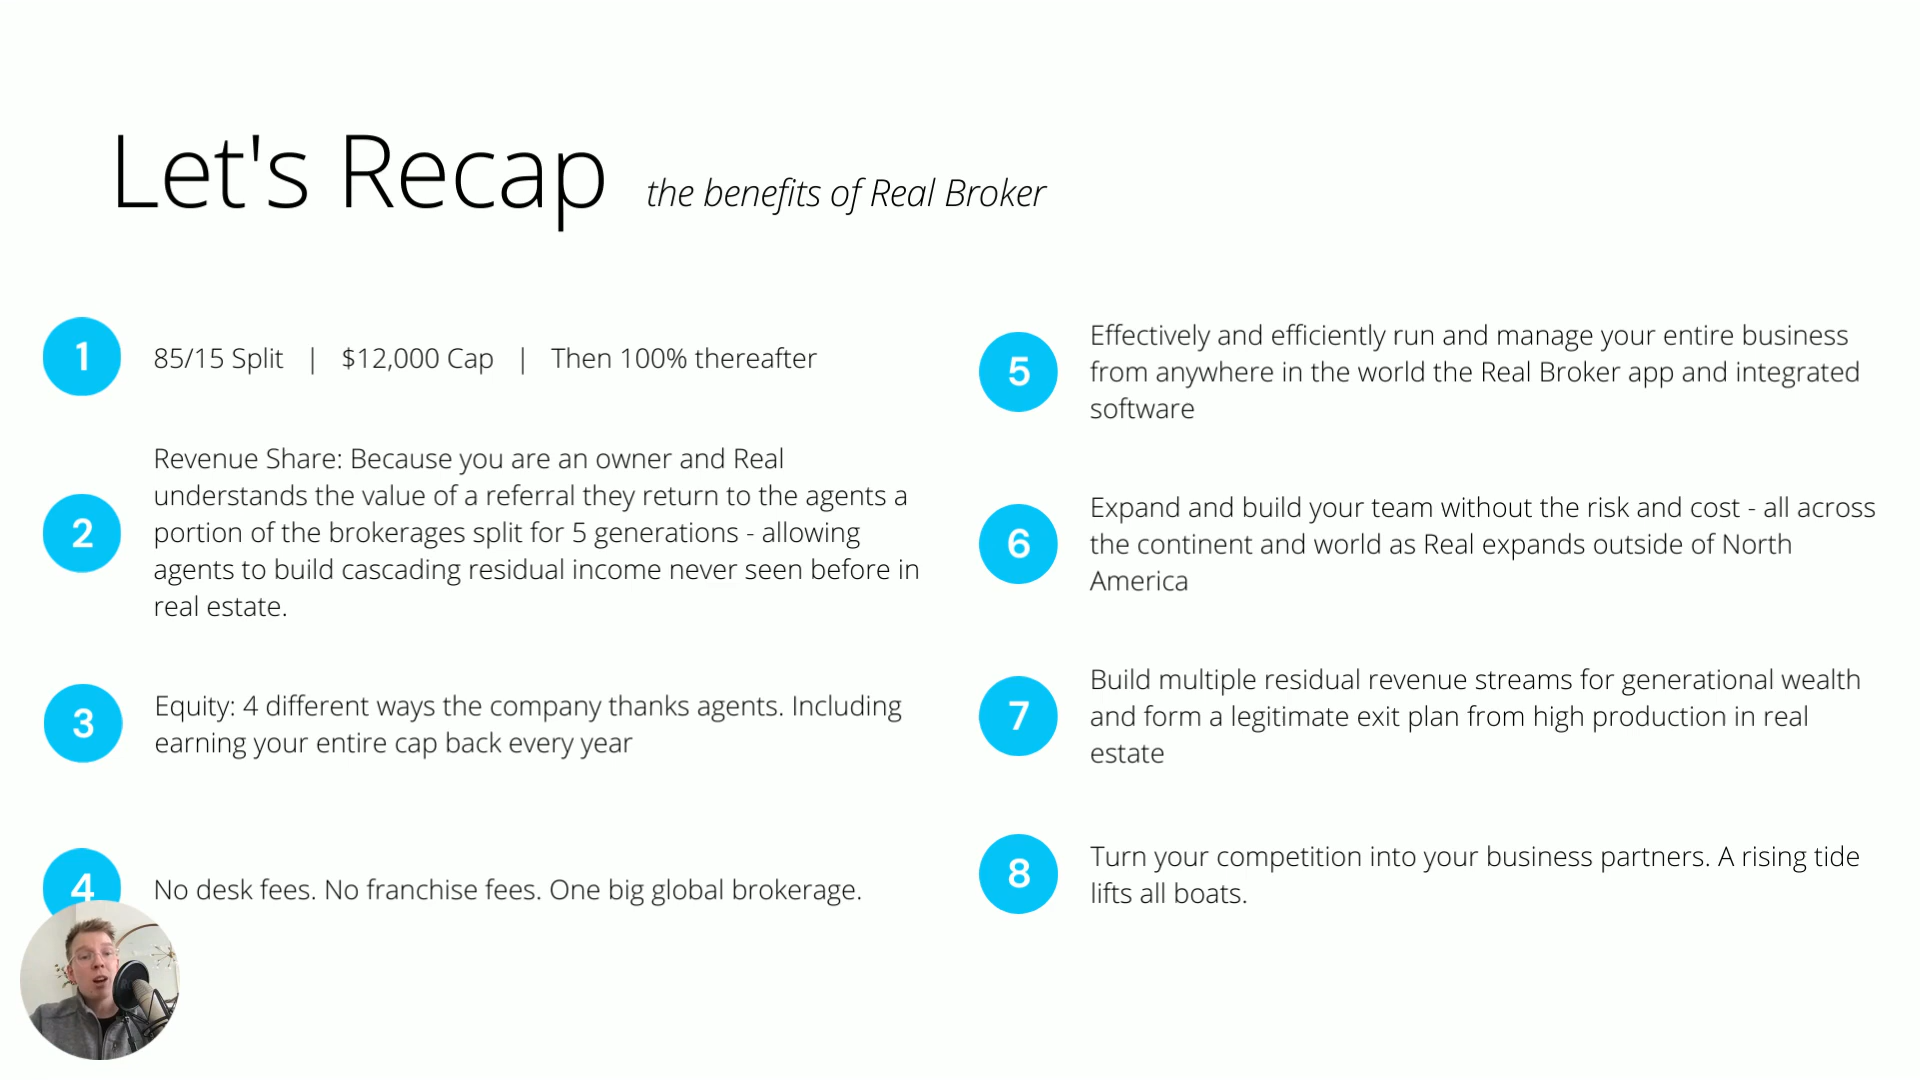 Let's Recap the benefits of Real Broker
1
85/15 Split | $12,000 Cap | Then 100% thereafter
2
Revenue Share: Because you are an owner and Real
understands the value of a referral they return to the agents a
portion of the brokerages split for 5 generations - allowing
agents to build cascading residual income never seen before in
real estate.
3
Equity: 4 different ways the company thanks agents. Including
earning your entire cap back every year
4
No desk fees. No franchise fees. One big global brokerage.
5
Effectively and efficiently run and manage your entire business
from anywhere in the world the Real Broker app and integrated
software
6
Expand and build your team without the risk and cost - all across
the continent and world as Real expands outside of North
America
7
Build multiple residual revenue streams for generational wealth
and form a legitimate exit plan from high production in real
estate
8
Turn your competition into your business partners. A rising tide
lifts all boats.